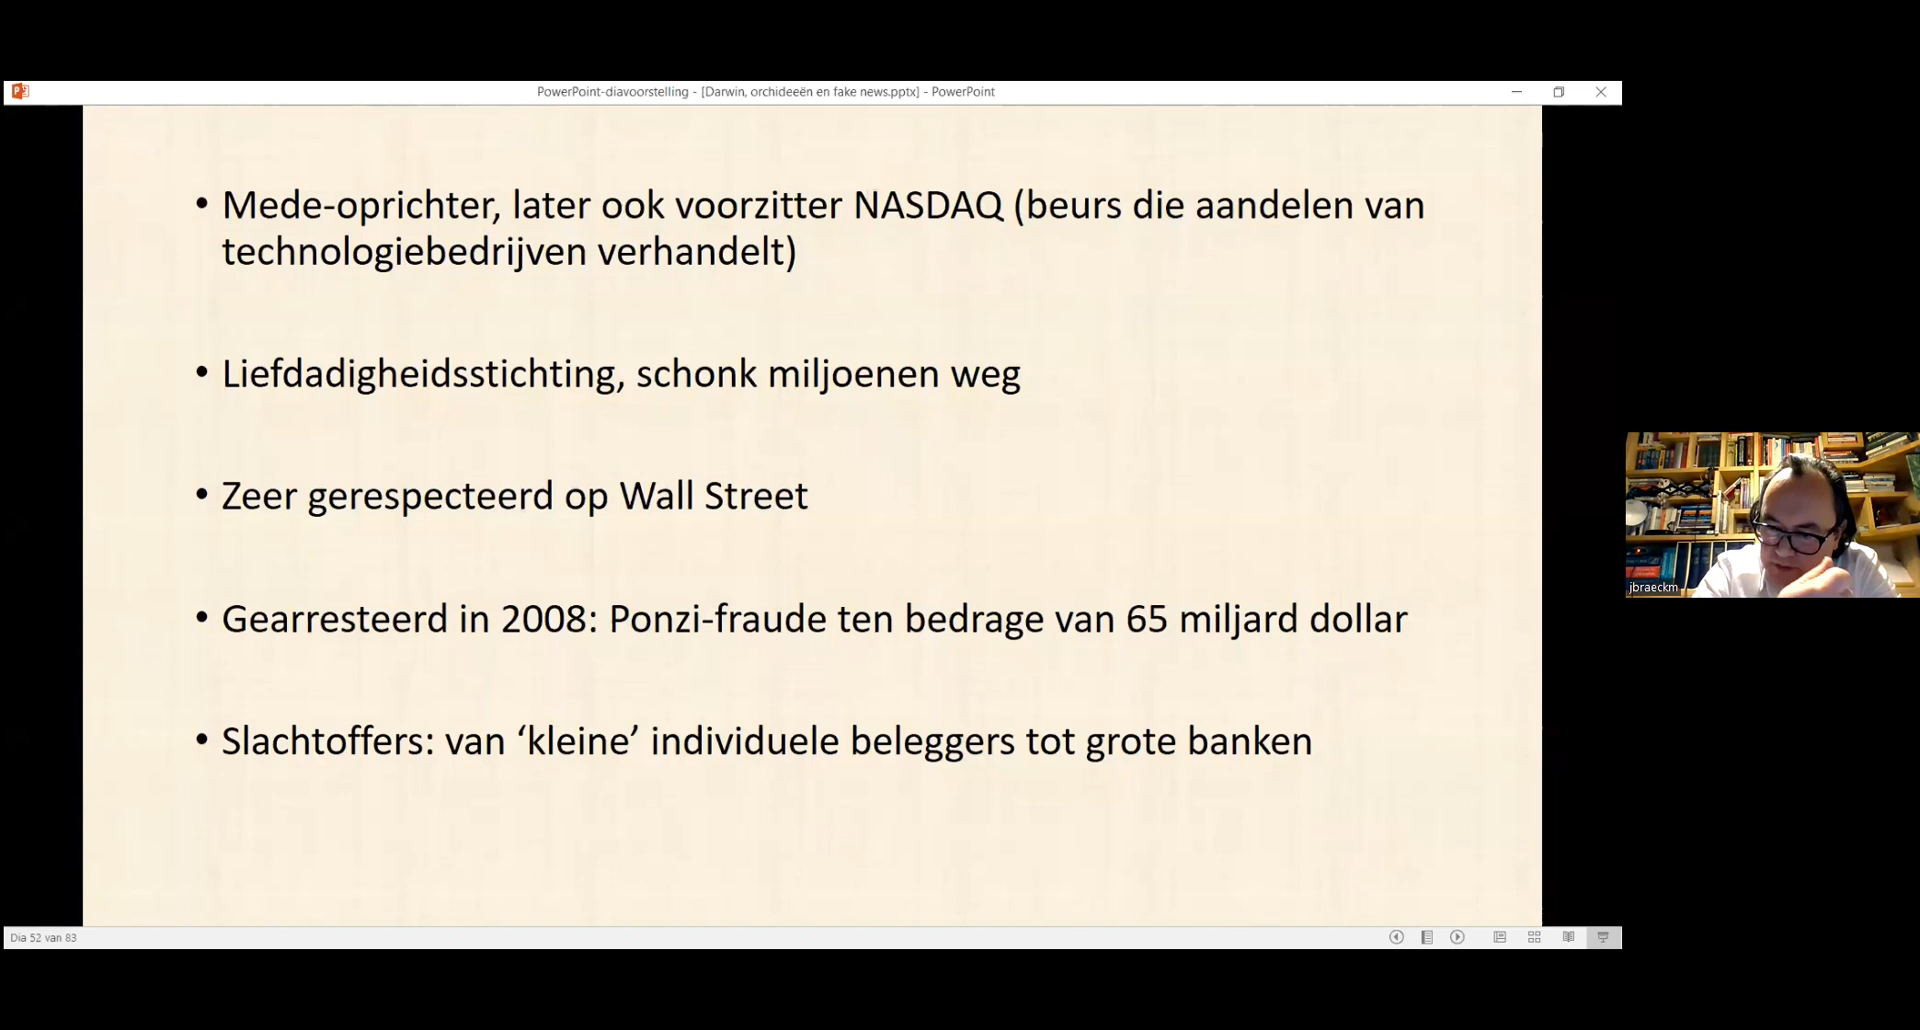 PowerPoint-diavoorstelling - [Darwin, orchideeën en fake news.pptx] - PowerPoint
• Mede-oprichter, later ook voorzitter NASDAQ (beurs die aandelen van
technologiebedrijven verhandelt)
• Liefdadigheidsstichting, schonk miljoenen weg
• Zeer gerespecteerd op Wall Street
• Gearresteerd in 2008: Ponzi-fraude ten bedrage van 65 miljard dollar
• Slachtoffers: van ‘kleine’ individuele beleggers tot grote banken
jbraeckm
Dia 52 van 83